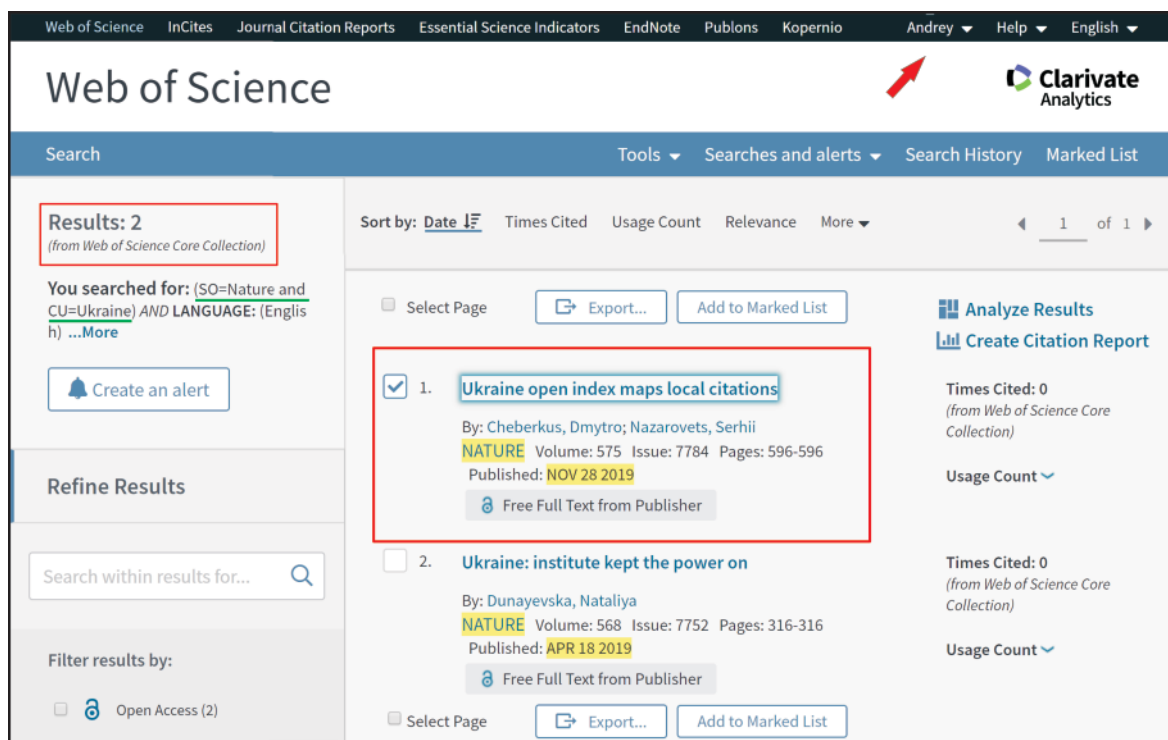 Web of Science InCites Journal Citation Reports Essential Science Indicators EndNote Publons Kopernio Andrey Help English
Web of Science
Clarivate
Analytics
Search Tools Searches and alerts Search History Marked List
Results: 2
(from Web of Science Core Collection)
You searched for: (SO=Nature and
CU=Ukraine) AND LANGUAGE: (Englis
h) ...More
Create an alert
Refine Results
Search within results for...
Filter results by:
Open Access (2)
Sort by: Date Times Cited Usage Count Relevance More
1 of 1
Select Page Export... Add to Marked List
Analyze Results
Create Citation Report
1. Ukraine open index maps local citations
By: Cheberkus, Dmytro; Nazarovets, Serhii
NATURE Volume: 575 Issue: 7784 Pages: 596-596
Published: NOV 28 2019
Free Full Text from Publisher
Times Cited: 0
(from Web of Science Core
Collection)
Usage Count
2. Ukraine: institute kept the power on
By: Dunayevska, Nataliya
NATURE Volume: 568 Issue: 7752 Pages: 316-316
Published: APR 18 2019
Free Full Text from Publisher
Times Cited: 0
(from Web of Science Core
Collection)
Usage Count
Select Page Export... Add to Marked List